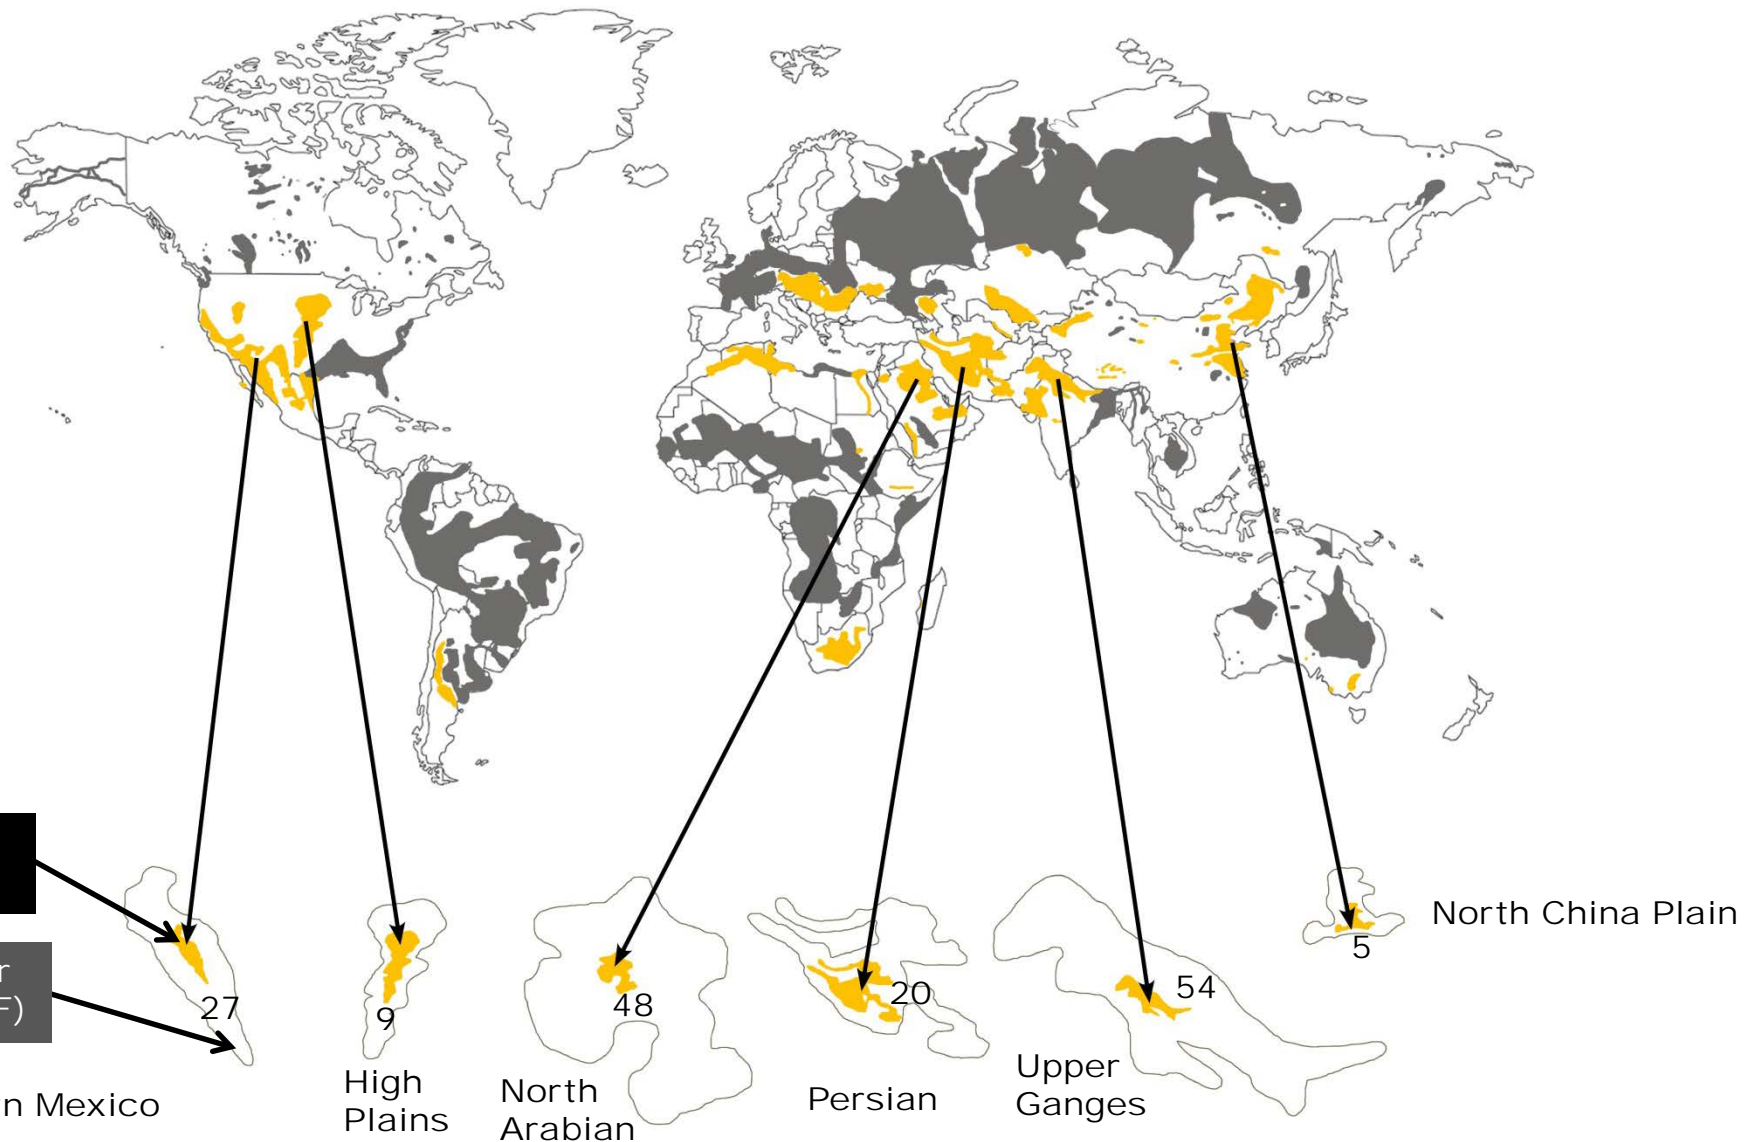 North China Plain
5
54
20
48
27
9
r
F)
n Mexico
High
Plains
North
Arabian
Persian
Upper
Ganges